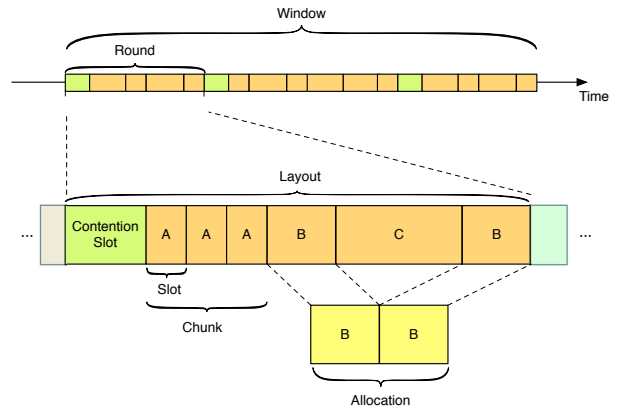 Window
Round
Time
Layout
... Contention Slot A A A B C B ...
Slot
Chunk
B B
Allocation